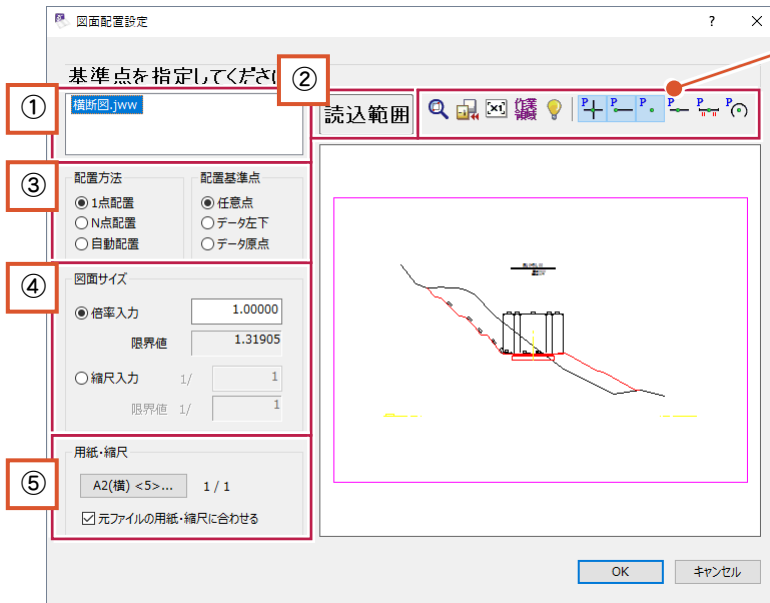 図面配置設定
?
基準点を指定してくださ
①
横断図.jww
②
読込範囲
[×1]
作業
領域
P P P P P P
③
配置方法
配置基準点
1点配置
任意点
N点配置
データ左下
自動配置
データ原点
④
図面サイズ
倍率入力
1.00000
限界値
1.31905
縮尺入力
1/
1
限界値 1/
1
⑤
用紙・縮尺
A2(横) <5>...
1 / 1
元ファイルの用紙・縮尺に合わせる
OK
キャンセル